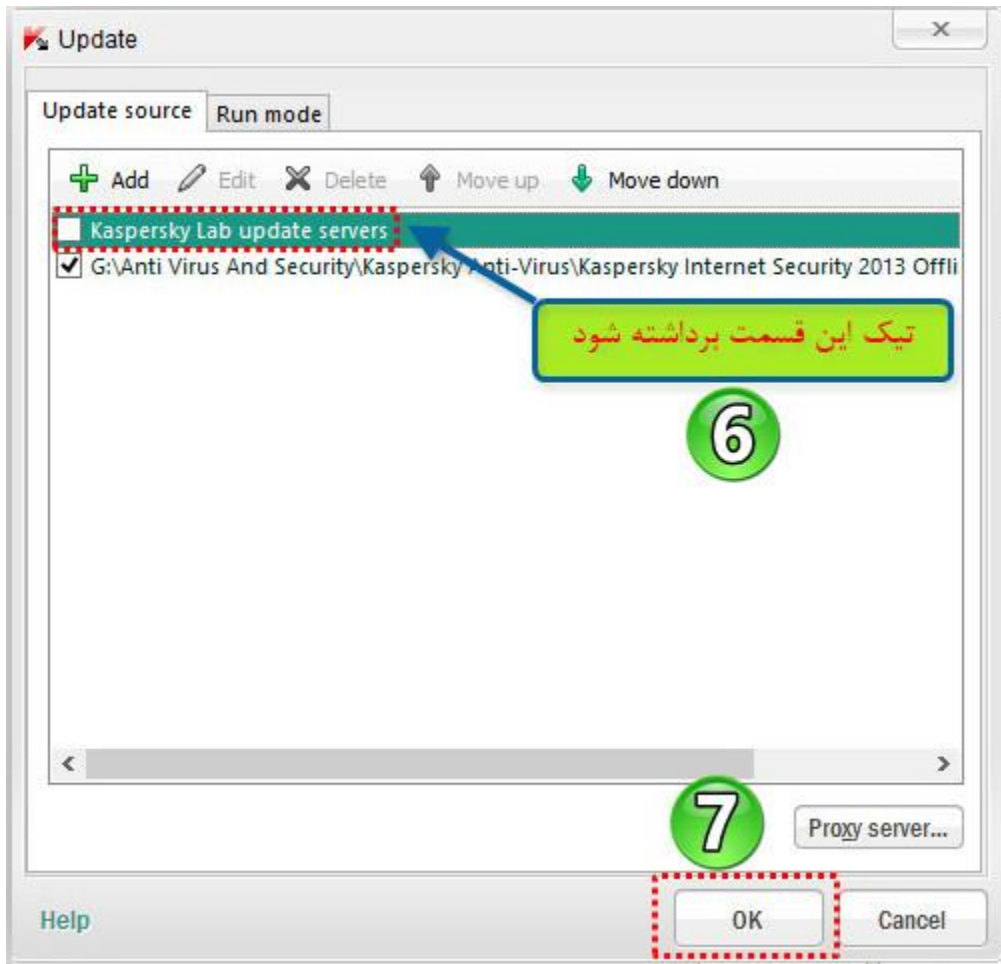 Update
Update source Run mode
Add Edit Delete Move up Move down
Kaspersky Lab update servers
G:\Anti Virus And Security\Kaspersky Anti-Virus\Kaspersky Internet Security 2013 Offli
تیک این قسمت برداشته شود
6
7
Proxy server...
Help OK Cancel